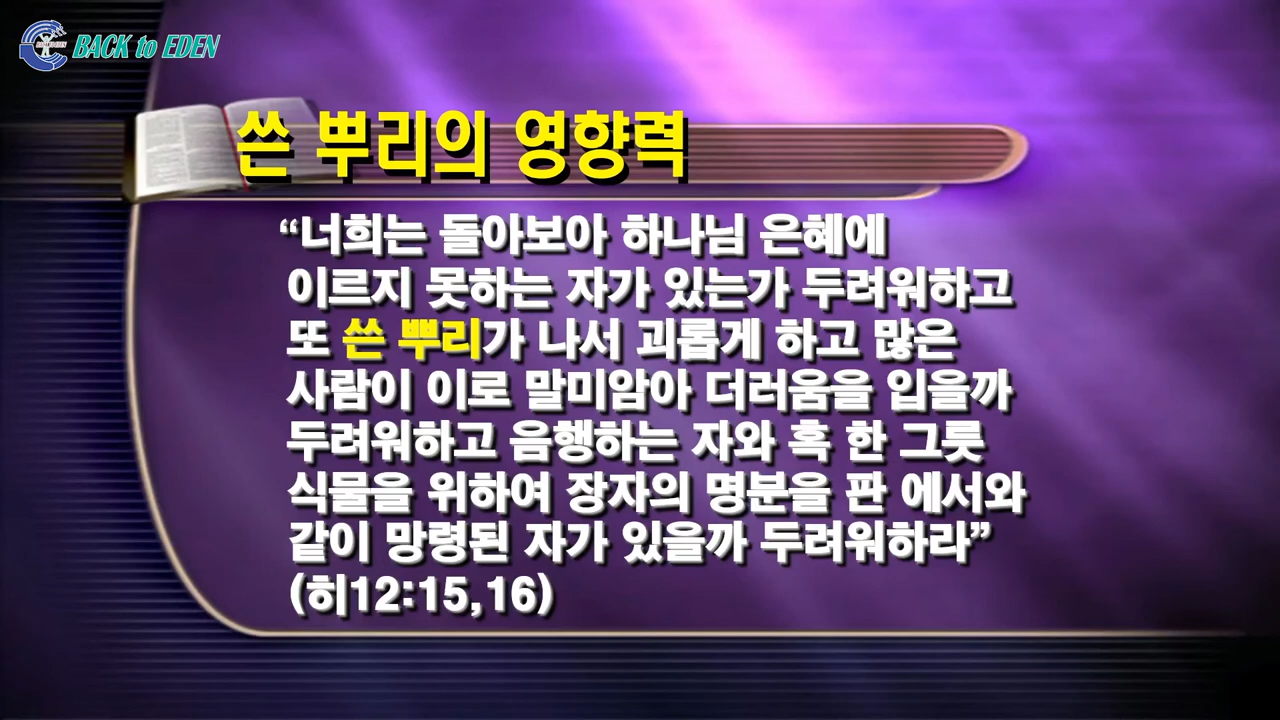 BACK to EDEN
쓴 뿌리의 영향력
“너희는 돌아보아 하나님 은혜에
이르지 못하는 자가 있는가 두려워하고
또 쓴 뿌리가 나서 괴롭게 하고 많은
사람이 이로 말미암아 더러움을 입을까
두려워하고 음행하는 자와 혹 한 그릇
식물을 위하여 장자의 명분을 판 에서와
같이 망령된 자가 있을까 두려워하라”
(히12:15,16)